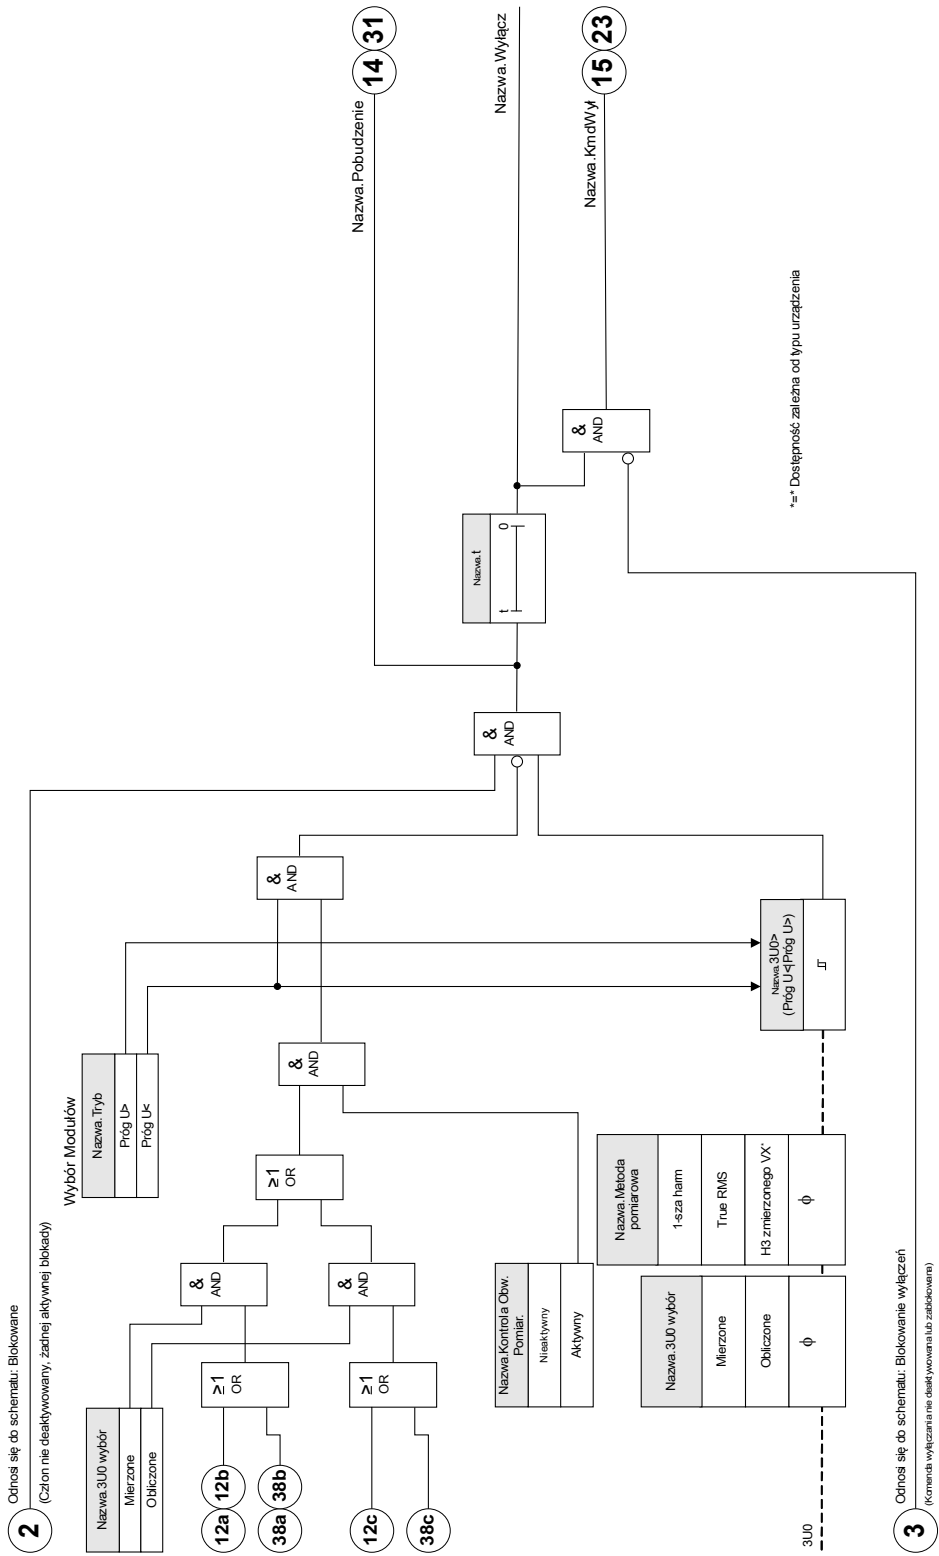 2
Odnosi się do schematu: Blokowane
(Człon nie deaktywowany, żadnej aktywnej blokady)
Nazwa.3U0 wybór
Mierzone
Obliczone
12a
12b
38a
38b
12c
38c
≥1
OR
≥1
OR
&
AND
&
AND
≥1
OR
Wybór Modułów
Nazwa.Tryb
Próg U>
Próg U<
Nazwa.Kontrola Obw.
Pomiar.
Nieaktywny
Aktywny
&
AND
&
AND
Nazwa.3U0 wybór
Mierzone
Obliczone
φ
Nazwa.Metoda
pomiarowa
1-sza harm
True RMS
H3 zmierzonego VX*
φ
3U0
Nazwa.3U0>
(Próg U<|Próg U>)
&
AND
Nazwa.t
t
0
&
AND
Nazwa.Pobudzenie
14
31
Nazwa.Wyłącz
Nazwa.KmdWył
15
23
*=* Dostępność zależna od typu urządzenia
3
Odnosi się do schematu: Blokowanie wyłączeń
(Komenda wyłączania nie deaktywowana lub zablokowana)